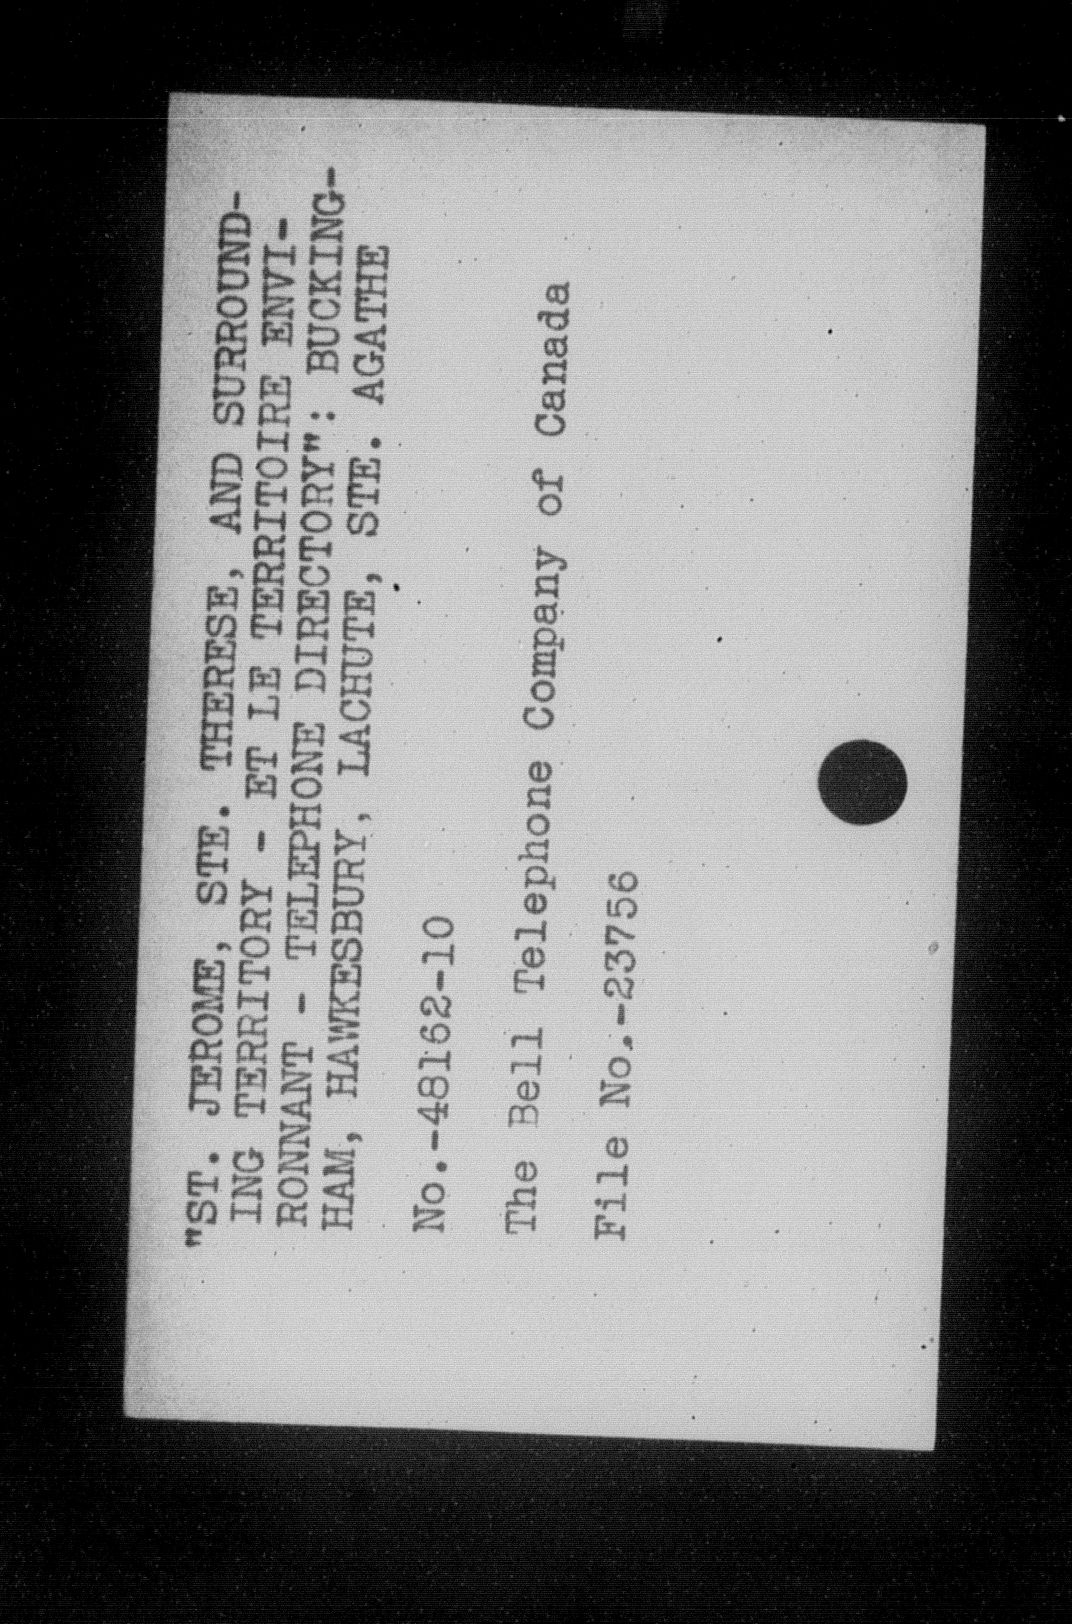 "ST. JEROME, STE. THERESE, AND SURROUND-
ING TERRITORY - ET LE TERRITOIRE ENVI-
RONNANT - TELEPHONE DIRECTORY": BUCKING-
HAM, HAWKESBURY, LACHUTE, STE. AGATHE
No.-48162-10
The Bell Telephone Company of Canada
File No.-23756